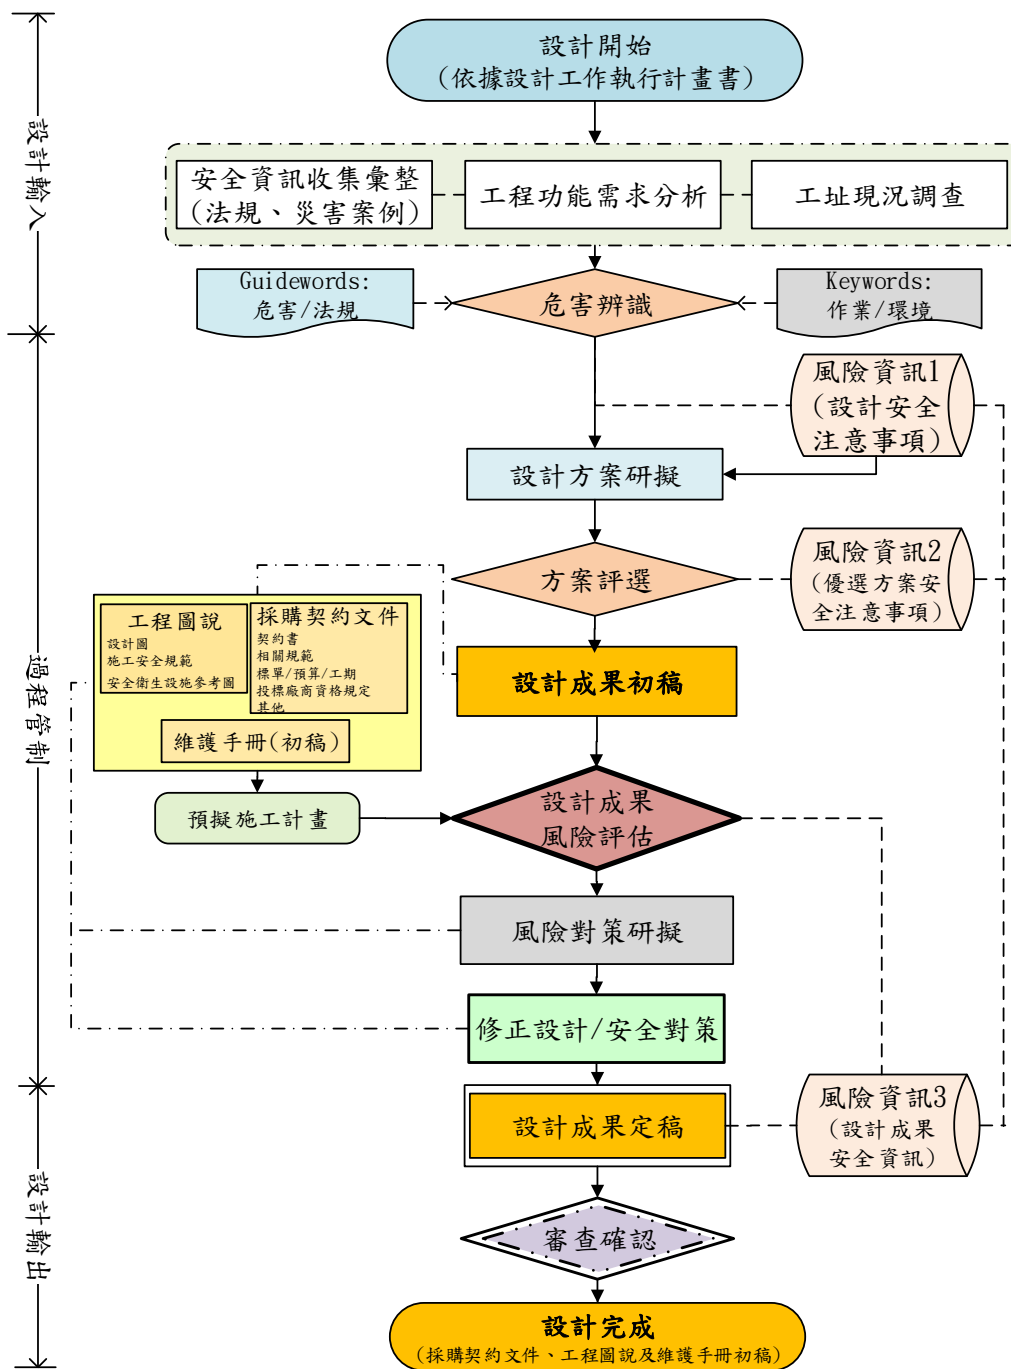 設計開始
(依據設計工作執行計畫書)
設計輸入
安全資訊收集彙整
(法規、災害案例)
工程功能需求分析
工址現況調查
Guidewords:
危害/法規
危害辨識
Keywords:
作業/環境
風險資訊1
(設計安全
注意事項)
設計方案研擬
方案評選
風險資訊2
(優選方案安
全注意事項)
過程管制
工程圖說
設計圖
施工安全規範
安全衛生設施參考圖
採購契約文件
契約書
相關規範
標單/預算/工期
投標廠商資格規定
其他
維護手冊(初稿)
設計成果初稿
預擬施工計畫
設計成果
風險評估
風險對策研擬
修正設計/安全對策
設計成果定稿
風險資訊3
(設計成果
安全資訊)
設計輸出
審查確認
設計完成
(採購契約文件、工程圖說及維護手冊初稿)